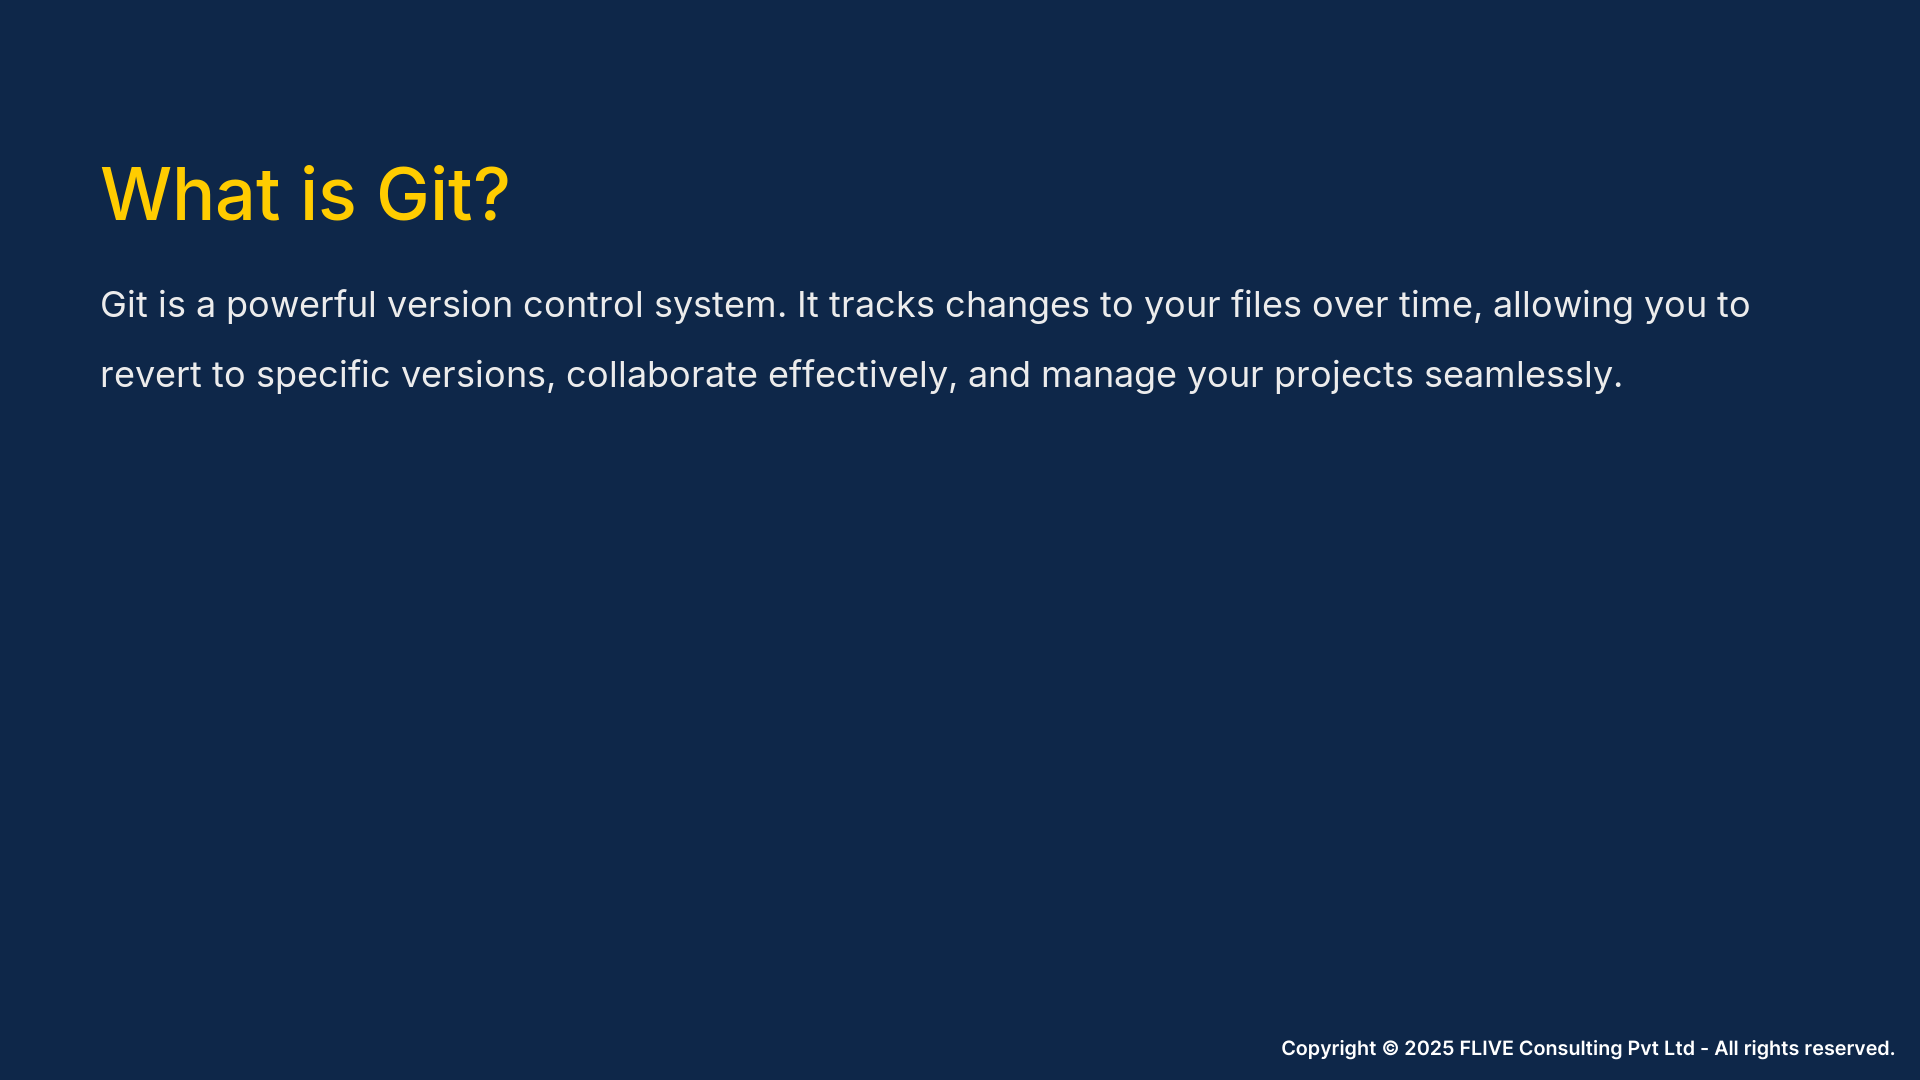 What is Git?
Git is a powerful version control system. It tracks changes to your files over time, allowing you to
revert to specific versions, collaborate effectively, and manage your projects seamlessly.
Copyright © 2025 FLIVE Consulting Pvt Ltd - All rights reserved.